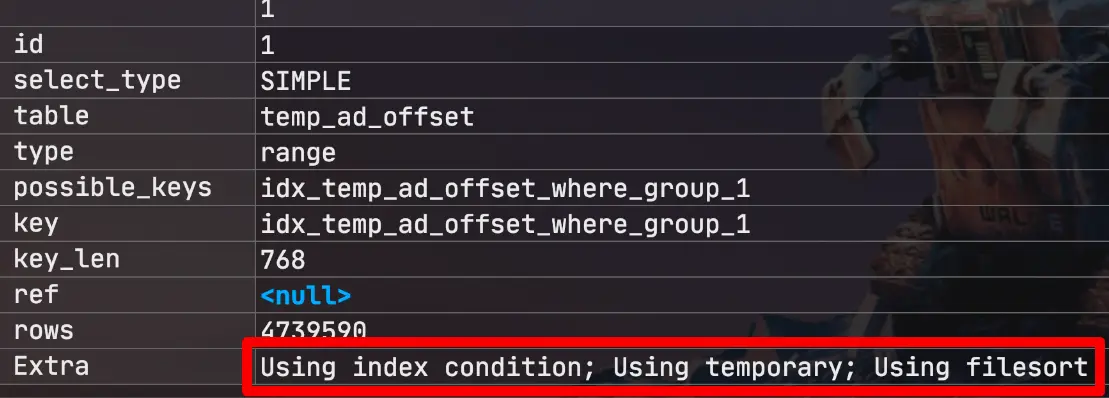 1
id 1
select_type SIMPLE
table temp_ad_offset
type range
possible_keys idx_temp_ad_offset_where_group_1
key idx_temp_ad_offset_where_group_1
key_len 768
ref <null>
rows 4739590
Extra Using index condition; Using temporary; Using filesort